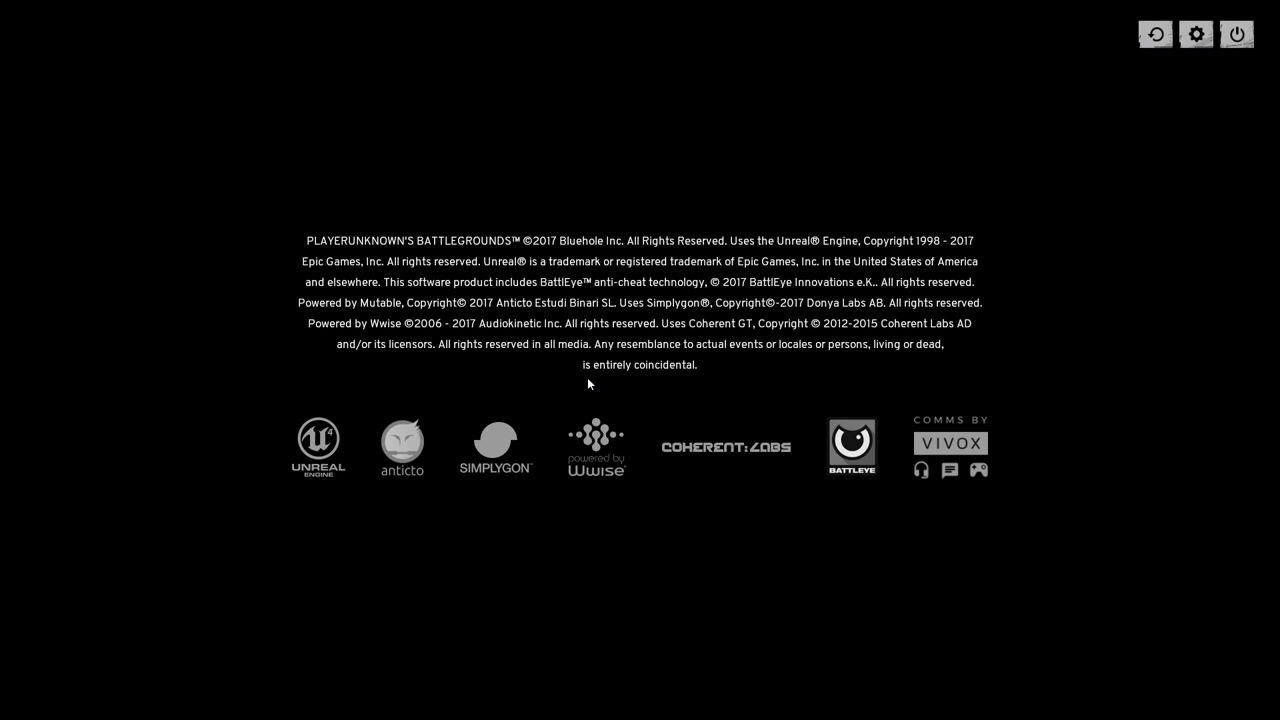 PLAYERUNKNOWN'S BATTLEGROUNDS™ ©2017 Bluehole Inc. All Rights Reserved. Uses the Unreal® Engine, Copyright 1998 - 2017
Epic Games, Inc. All rights reserved. Unreal® is a trademark or registered trademark of Epic Games, Inc. in the United States of America
and elsewhere. This software product includes BattlEye™ anti-cheat technology, © 2017 BattlEye Innovations e.K.. All rights reserved.
Powered by Mutable, Copyright© 2017 Anticto Estudi Binari SL. Uses Simplygon®, Copyright©-2017 Donya Labs AB. All rights reserved.
Powered by Wwise ©2006 - 2017 Audiokinetic Inc. All rights reserved. Uses Coherent GT, Copyright © 2012-2015 Coherent Labs AD
and/or its licensors. All rights reserved in all media. Any resemblance to actual events or locales or persons, living or dead,
is entirely coincidental.
U4
UNREAL
ENGINE
anticto
SIMPLYGON™
powered by
Wwise®
COHERENT:LABS
BATTLEYE
COMMS BY
VIVOX